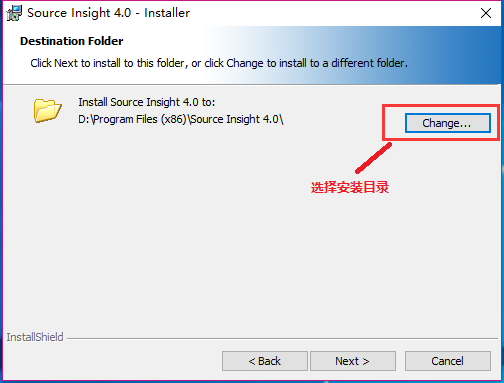 Source Insight 4.0 - Installer
Destination Folder
Click Next to install to this folder, or click Change to install to a different folder.
Install Source Insight 4.0 to:
D:\Program Files (x86)\Source Insight 4.0\
Change...
选择安装目录
InstallShield
< Back
Next >
Cancel